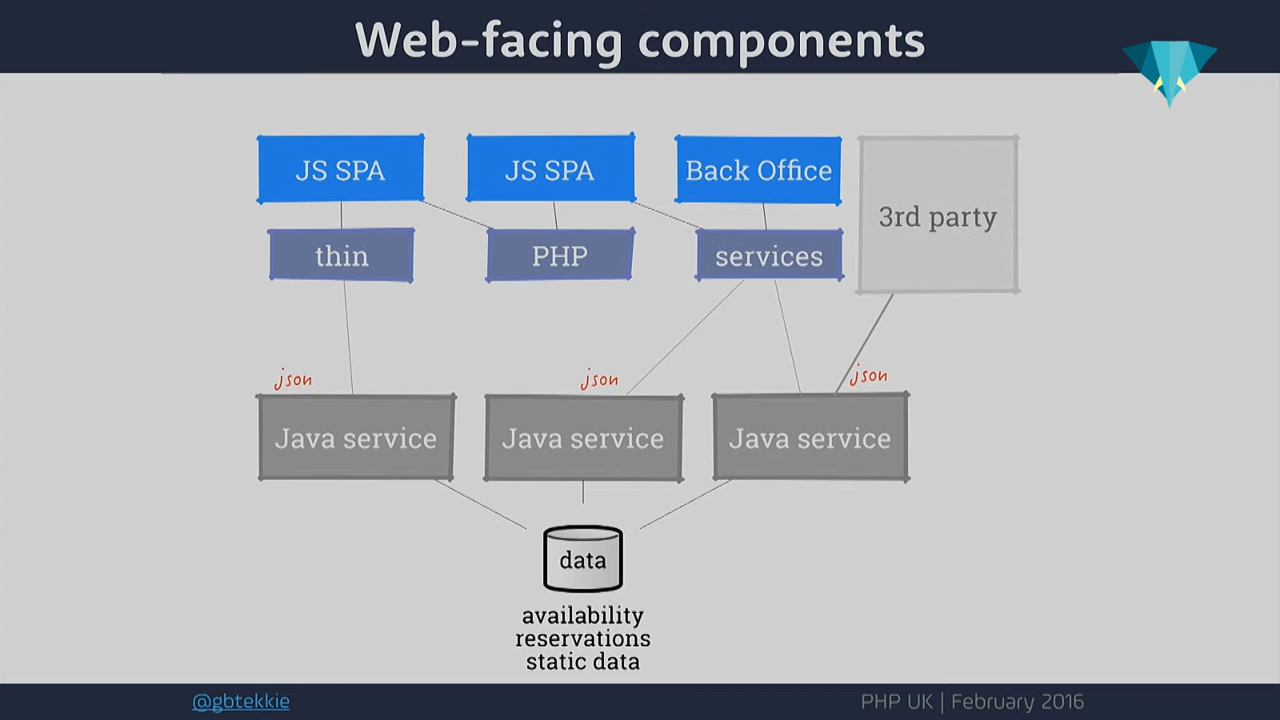 Web-facing components
JS SPA
JS SPA
Back Office
3rd party
thin
PHP
services
json
json
json
Java service
Java service
Java service
data
availability
reservations
static data
@gbtekkie
PHP UK | February 2016